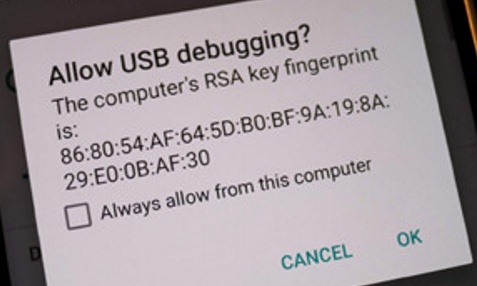 Allow USB debugging?
The computer's RSA key fingerprint
is:
86:80:54:AF:64:5D:B0:BF:9A:19:8A:
29:E0:0B:AF:30
Always allow from this computer
CANCEL OK
D